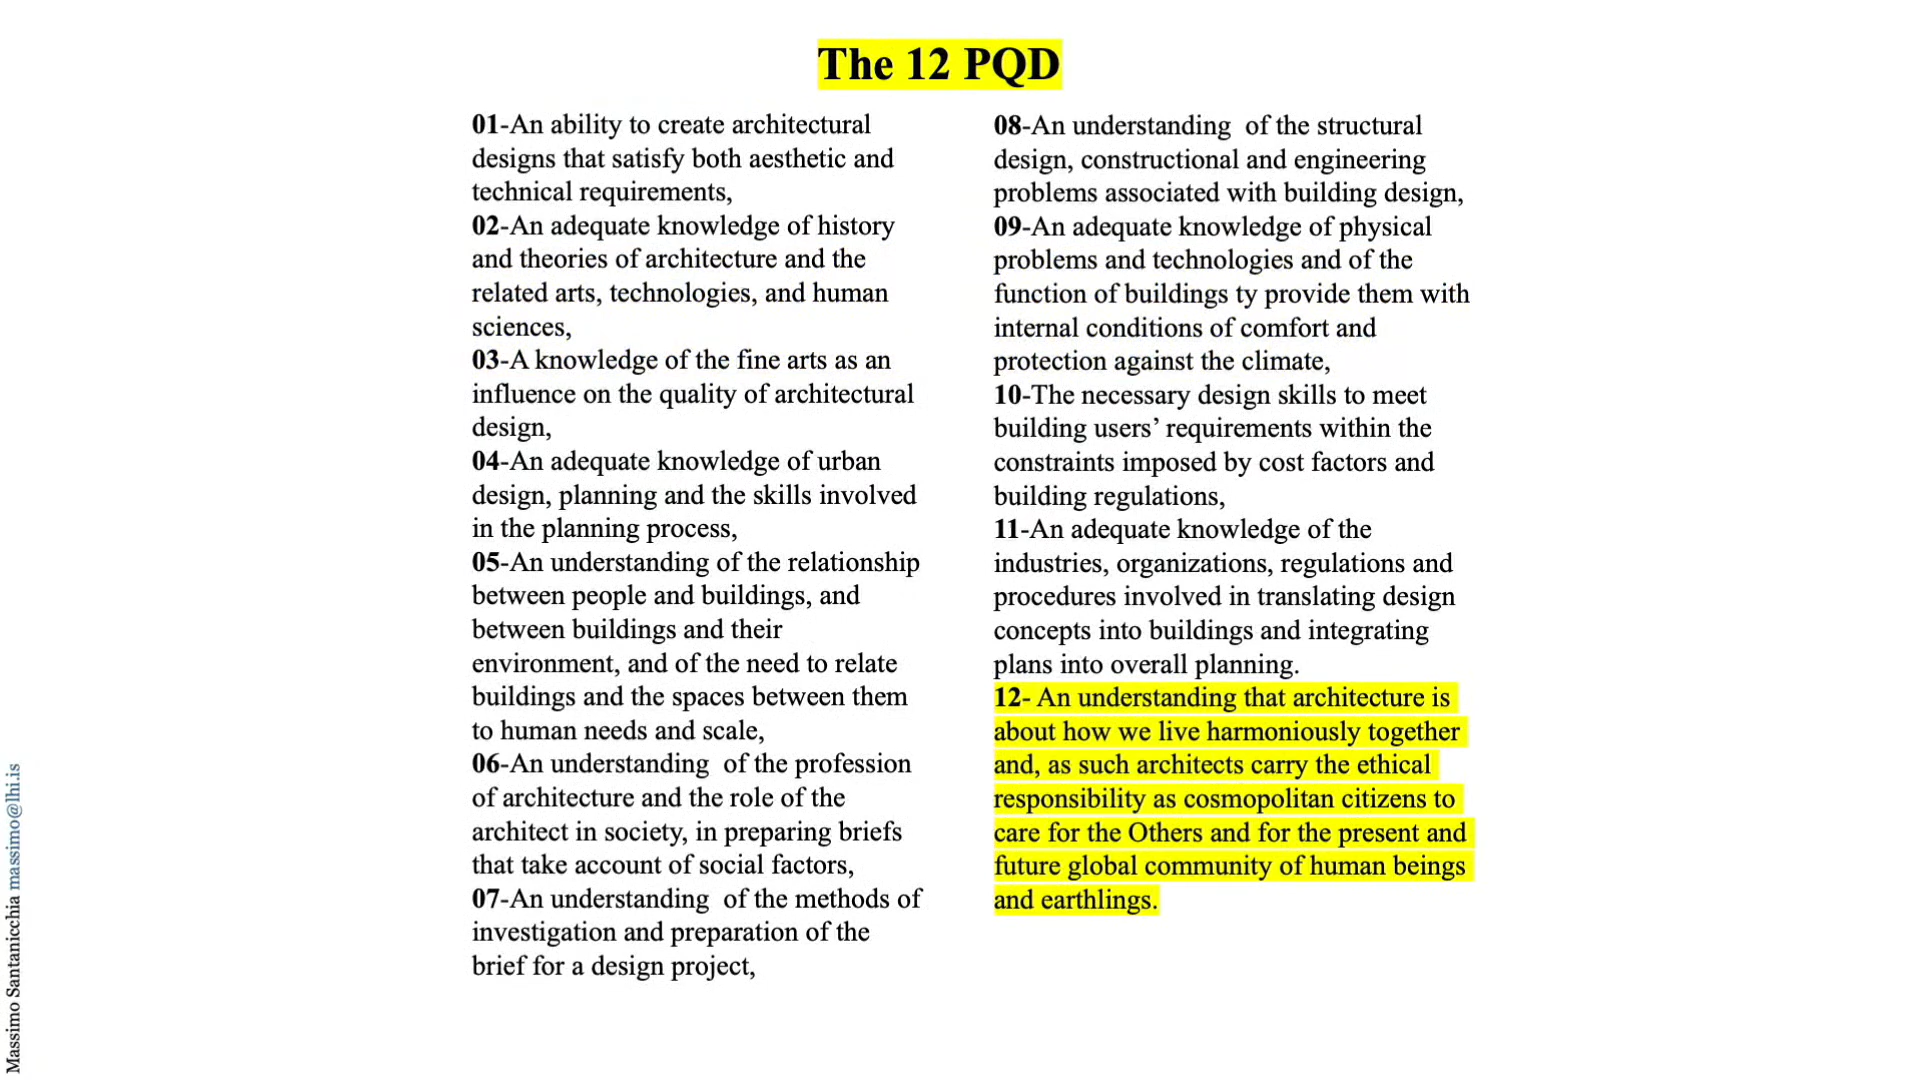 The 12 PQD
01-An ability to create architectural
designs that satisfy both aesthetic and
technical requirements,
02-An adequate knowledge of history
and theories of architecture and the
related arts, technologies, and human
sciences,
03-A knowledge of the fine arts as an
influence on the quality of architectural
design,
04-An adequate knowledge of urban
design, planning and the skills involved
in the planning process,
05-An understanding of the relationship
between people and buildings, and
between buildings and their
environment, and of the need to relate
buildings and the spaces between them
to human needs and scale,
06-An understanding  of the profession
of architecture and the role of the
architect in society, in preparing briefs
that take account of social factors,
07-An understanding  of the methods of
investigation and preparation of the
brief for a design project,
08-An understanding  of the structural
design, constructional and engineering
problems associated with building design,
09-An adequate knowledge of physical
problems and technologies and of the
function of buildings ty provide them with
internal conditions of comfort and
protection against the climate,
10-The necessary design skills to meet
building users’ requirements within the
constraints imposed by cost factors and
building regulations,
11-An adequate knowledge of the
industries, organizations, regulations and
procedures involved in translating design
concepts into buildings and integrating
plans into overall planning.
12- An understanding that architecture is
about how we live harmoniously together
and, as such architects carry the ethical
responsibility as cosmopolitan citizens to
care for the Others and for the present and
future global community of human beings
and earthlings.
Massimo Santanicchia massimo@lhi.is